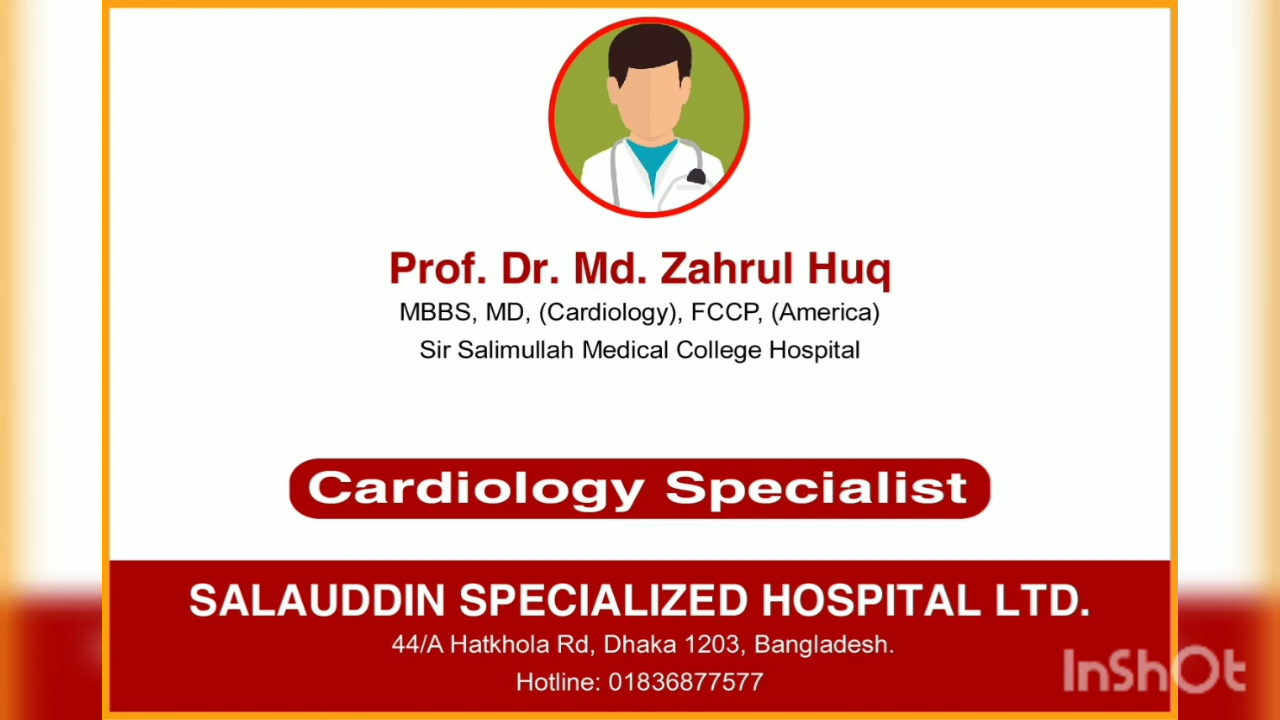 Prof. Dr. Md. Zahrul Huq
MBBS, MD, (Cardiology), FCCP, (America)
Sir Salimullah Medical College Hospital
Cardiology Specialist
SALAUDDIN SPECIALIZED HOSPITAL LTD.
44/A Hatkhola Rd, Dhaka 1203, Bangladesh.
Hotline: 01836877577
InShOt